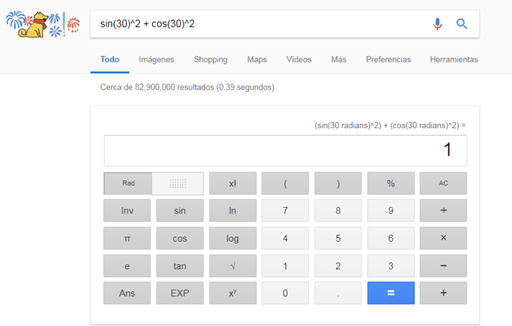 sin(30)^2 + cos(30)^2
Todo Imágenes Shopping Maps Vídeos Más Preferencias Herramientas
Cerca de 82,900,000 resultados (0.39 segundos)
(sin(30 radians)^2) + (cos(30 radians)^2) =
1
Rad x! ( ) % AC
Inv sin ln 7 8 9 ÷
π cos log 4 5 6 ×
e tan √ 1 2 3 −
Ans EXP xʸ 0 . = +